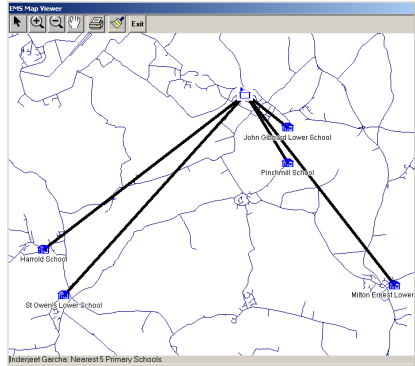 EMS Map Viewer
Exit
John Gibbard Lower School
Pinchmill School
Harrold School
St Owen's Lower School
Milton Ernest Lower
Inderjeet Garcha: Nearest 5 Primary Schools